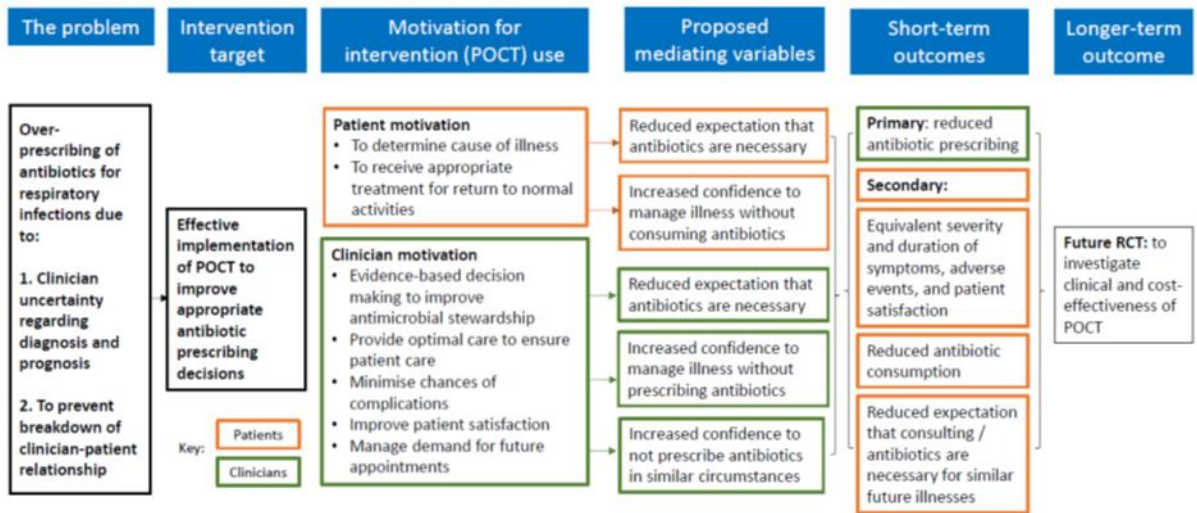 The problem
Intervention
target
Motivation for
intervention (POCT) use
Proposed
mediating variables
Short-term
outcomes
Longer-term
outcome
Over-
prescribing of
antibiotics for
respiratory
infections due
to:
1. Clinician
uncertainty
regarding
diagnosis and
prognosis
2. To prevent
breakdown of
clinician-patient
relationship
Effective
implementation
of POCT to
improve
appropriate
antibiotic
prescribing
decisions
Key:
Patients
Clinicians
Patient motivation
• To determine cause of illness
• To receive appropriate
treatment for return to normal
activities
Clinician motivation
• Evidence-based decision
making to improve
antimicrobial stewardship
• Provide optimal care to ensure
patient care
• Minimise chances of
complications
• Improve patient satisfaction
• Manage demand for future
appointments
Reduced expectation that
antibiotics are necessary
Increased confidence to
manage illness without
consuming antibiotics
Reduced expectation that
antibiotics are necessary
Increased confidence to
manage illness without
prescribing antibiotics
Increased confidence to
not prescribe antibiotics
in similar circumstances
Primary: reduced
antibiotic prescribing
Secondary:
Equivalent severity
and duration of
symptoms, adverse
events, and patient
satisfaction
Reduced antibiotic
consumption
Reduced expectation
that consulting /
antibiotics are
necessary for similar
future illnesses
Future RCT: to
investigate
clinical and cost-
effectiveness of
POCT